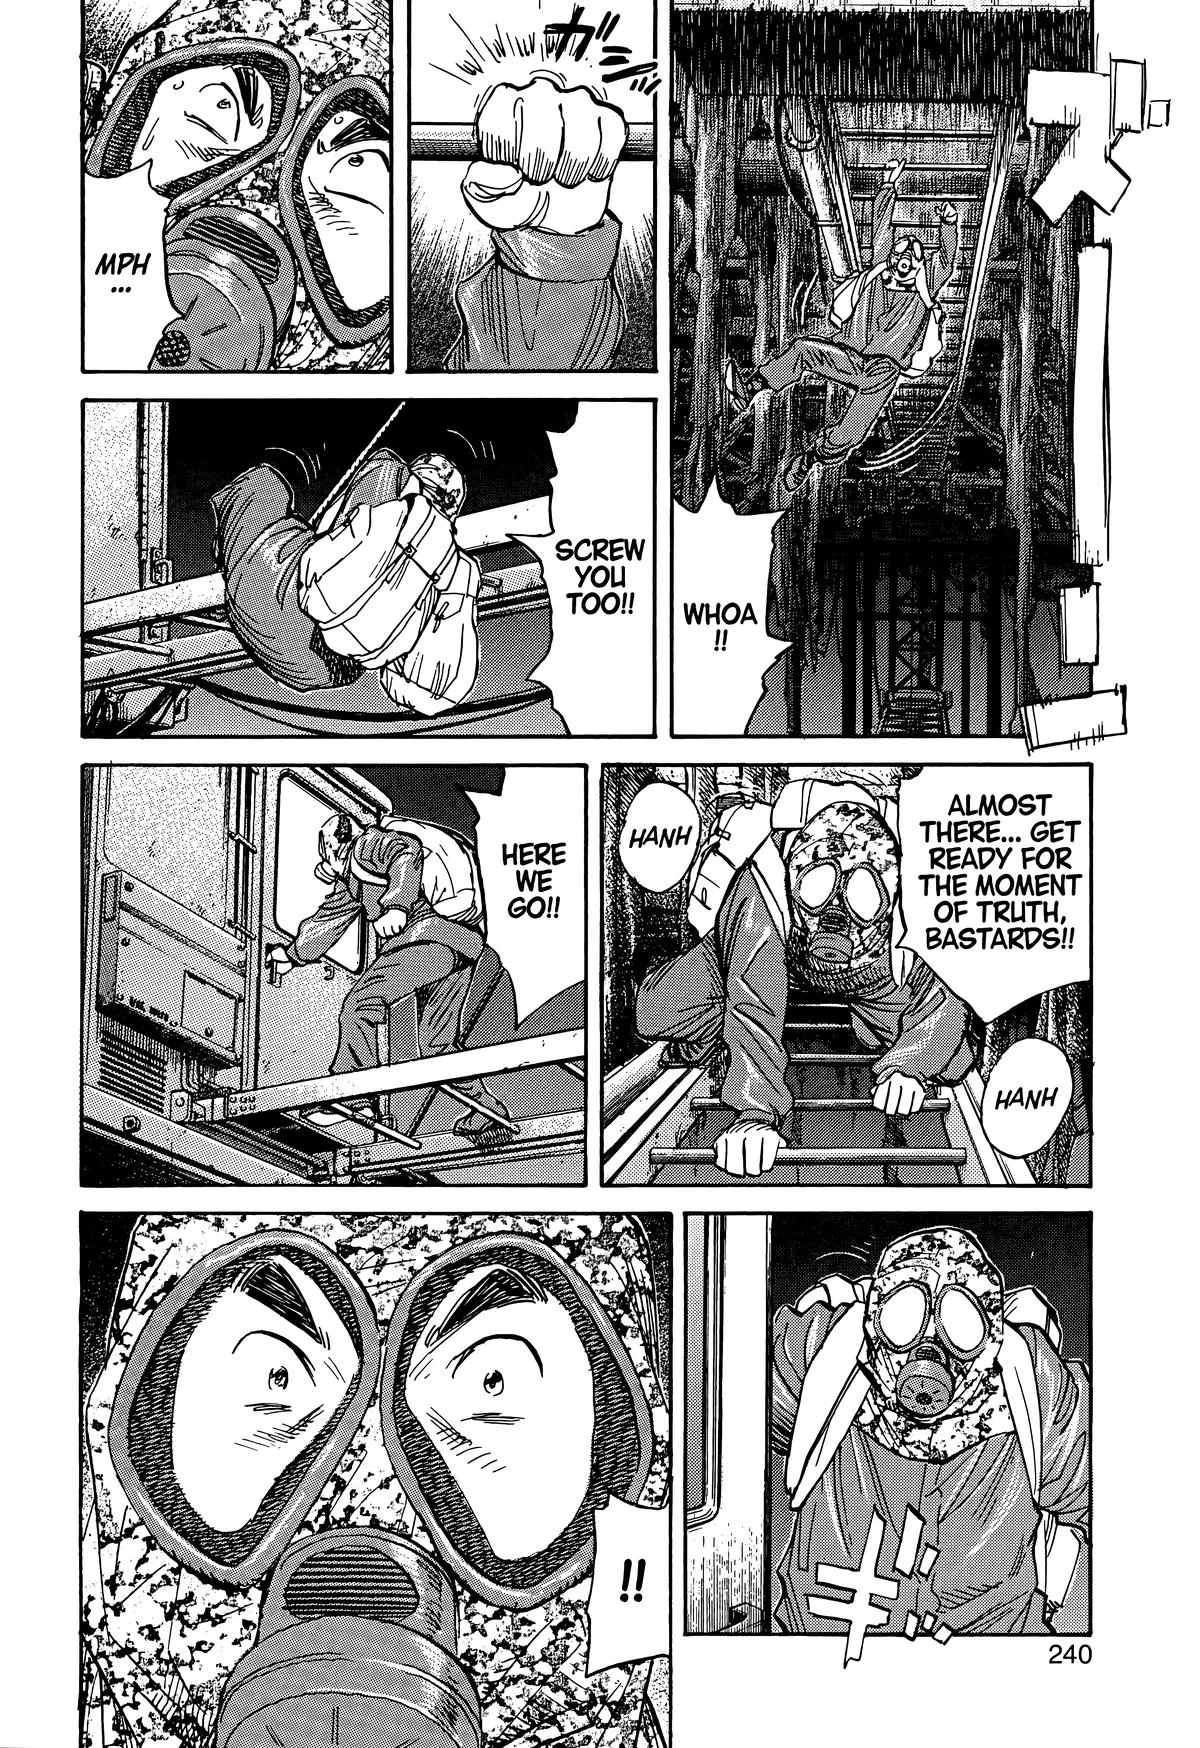 WHOA
!!
ガシッ
MPH
...
SCREW
YOU
TOO!!
ALMOST
THERE... GET
READY FOR
THE MOMENT
OF TRUTH,
BASTARDS!!
HANH
HANH
HERE
WE
GO!!
ギッ
!!
240